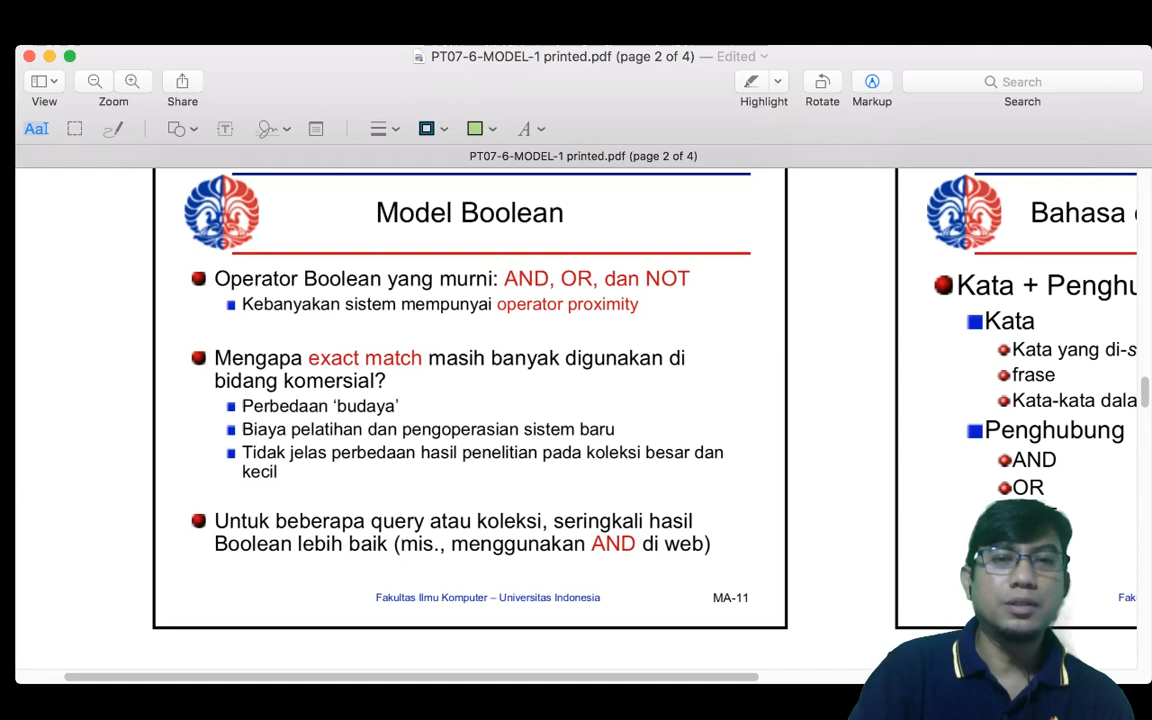 PT07-6-MODEL-1 printed.pdf (page 2 of 4) — Edited
View
Zoom
Share
Highlight
Rotate
Markup
Search
Search
AaI
T
A
PT07-6-MODEL-1 printed.pdf (page 2 of 4)
Model Boolean
Operator Boolean yang murni: AND, OR, dan NOT
Kebanyakan sistem mempunyai operator proximity
Mengapa exact match masih banyak digunakan di
bidang komersial?
Perbedaan ‘budaya’
Biaya pelatihan dan pengoperasian sistem baru
Tidak jelas perbedaan hasil penelitian pada koleksi besar dan
kecil
Untuk beberapa query atau koleksi, seringkali hasil
Boolean lebih baik (mis., menggunakan AND di web)
Fakultas Ilmu Komputer – Universitas Indonesia
MA-11
Bahasa
Kata + Penghu
Kata
Kata yang di-s
frase
Kata-kata dala
Penghubung
AND
OR
Fak